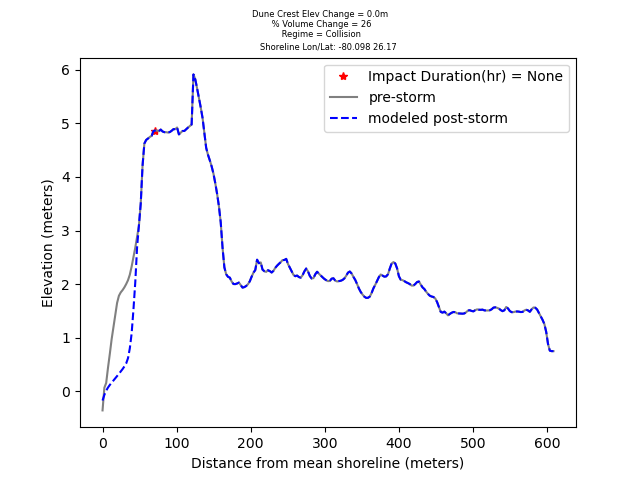 Dune Crest Elev Change = 0.0m
% Volume Change = 26
Regime = Collision
Shoreline Lon/Lat: -80.098 26.17
Impact Duration(hr) = None
pre-storm
modeled post-storm
Elevation (meters)
6
5
4
3
2
1
0
0 100 200 300 400 500 600
Distance from mean shoreline (meters)